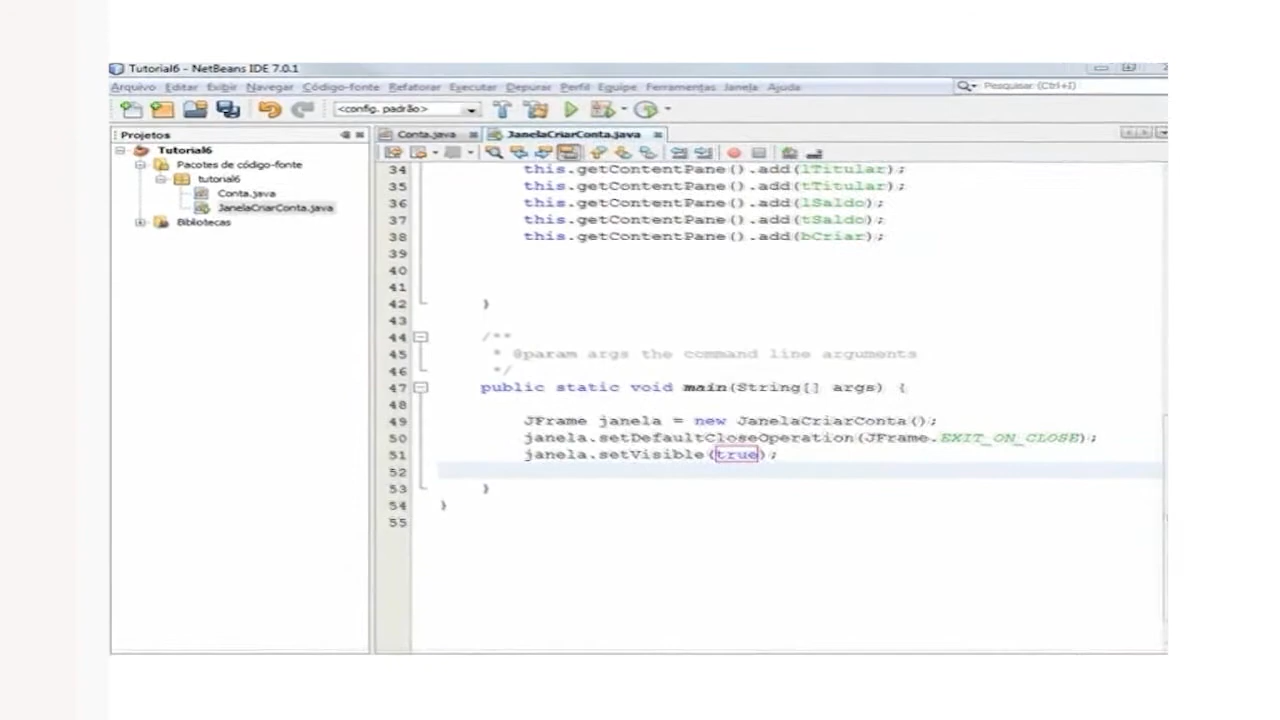 Tutorial6 - NetBeans IDE 7.0.1
Arquivo Editar Exibir Navegar Código-fonte Refatorar Executar Depurar Perfil Equipe Ferramentas Janela Ajuda
Pesquisar (Ctrl+I)
<config. padrão>
Projetos
Tutorial6
Pacotes de código-fonte
tutorial6
Conta.java
JanelaCriarConta.java
Bibliotecas
Conta.java JanelaCriarConta.java
34 this.getContentPane().add(lTitular);
35 this.getContentPane().add(tTitular);
36 this.getContentPane().add(lSaldo);
37 this.getContentPane().add(tSaldo);
38 this.getContentPane().add(bCriar);
39
40
41
42 }
43
44 /**
45 * @param args the command line arguments
46 */
47 public static void main(String[] args) {
48
49 JFrame janela = new JanelaCriarConta();
50 janela.setDefaultCloseOperation(JFrame.EXIT_ON_CLOSE);
51 janela.setVisible(true);
52
53 }
54 }
55